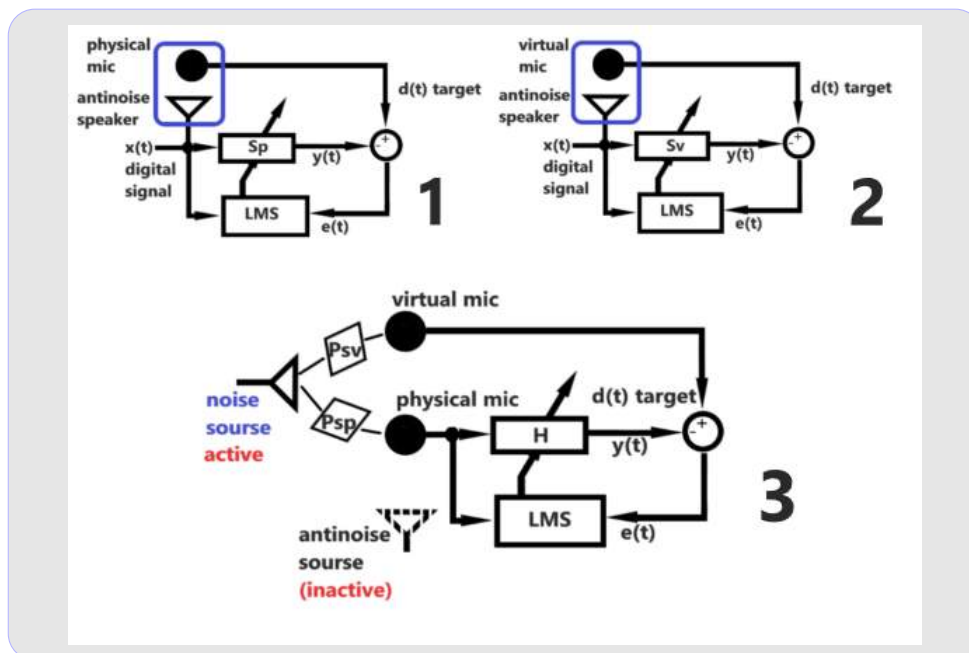 physical
mic
antinoise
speaker
x(t)
digital
signal
Sp
y(t)
d(t) target
- +
LMS
e(t)
1
virtual
mic
antinoise
speaker
x(t)
digital
signal
Sv
y(t)
d(t) target
- +
LMS
e(t)
2
virtual mic
Psv
noise
sourse
active
Psp
physical mic
H
y(t)
d(t) target
- +
LMS
e(t)
antinoise
sourse
(inactive)
3